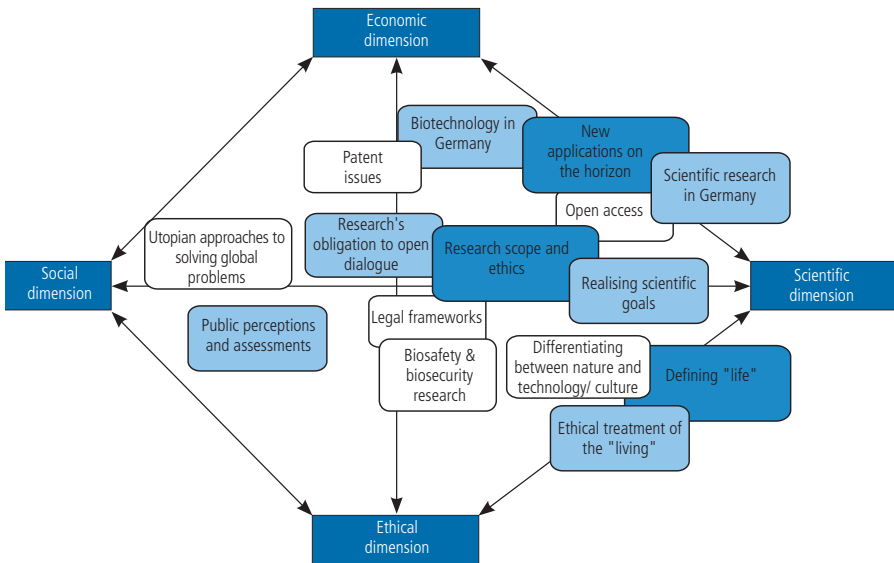 Economic
dimension
Biotechnology in
Germany
New
applications on
the horizon
Patent
issues
Scientific research
in Germany
Open access
Utopian approaches to
solving global
problems
Research's
obligation to open
dialogue
Research scope and
ethics
Social
dimension
Realising scientific
goals
Scientific
dimension
Public perceptions
and assessments
Legal frameworks
Biosafety &
biosecurity
research
Differentiating
between nature and
technology/ culture
Defining "life"
Ethical treatment of
the "living"
Ethical
dimension